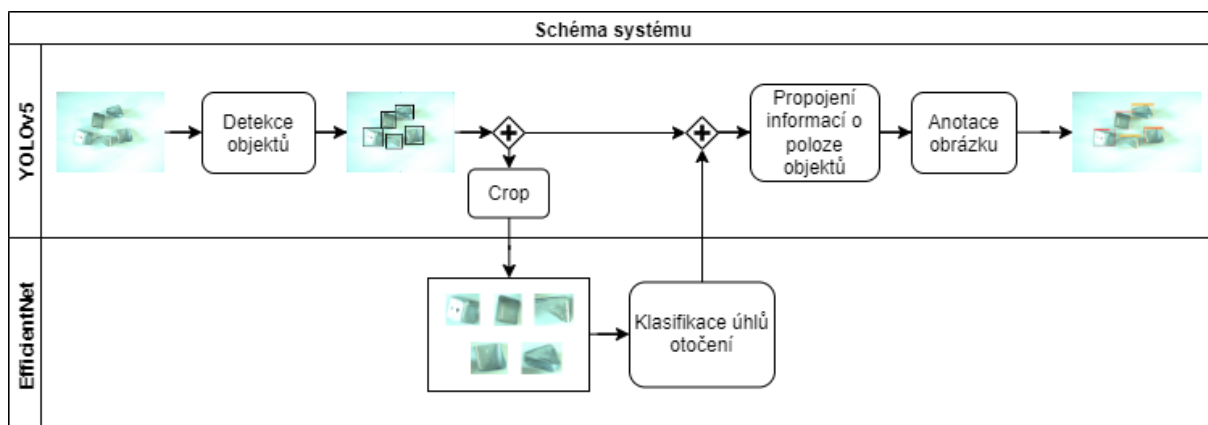 Schéma systému
YOLOv5
Detekce
objektů
Crop
Propojení
informací o
poloze
objektů
Anotace
obrázku
EfficientNet
Klasifikace úhlů
otočení